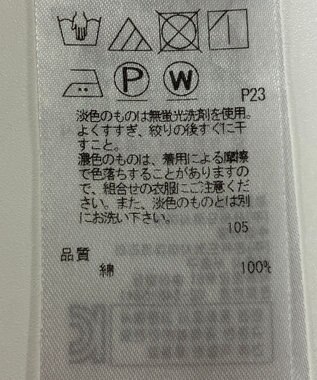 P W P23
淡色のものは無蛍光洗剤を使用。
よくすすぎ、絞りの後すぐに干
すこと。
濃色のものは、着用による摩擦
で色落ちすることがありますの
で、組合せの衣服にご注意くださ
い。また、淡色のものとは別
にお洗い下さい。
105
品質
綿 100%